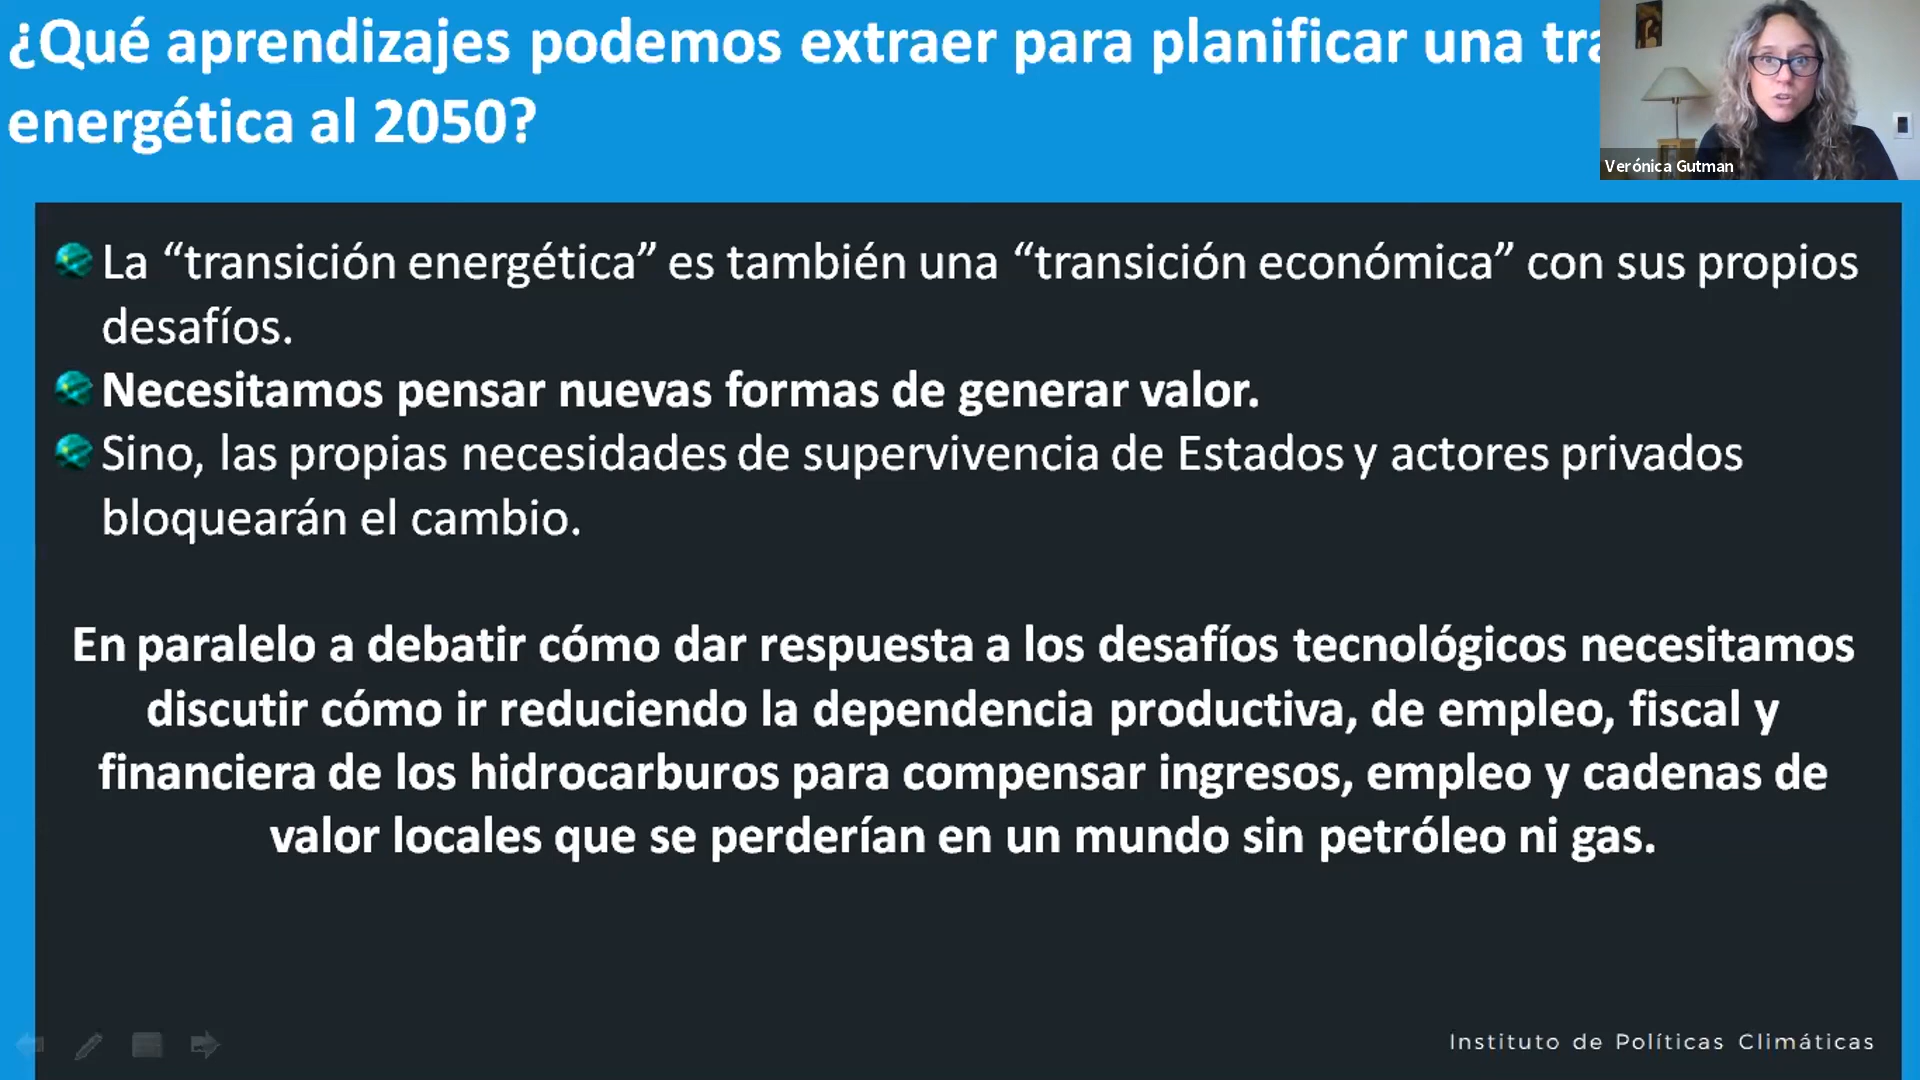 ¿Qué aprendizajes podemos extraer para planificar una
energética al 2050?
Verónica Gutman
La “transición energética” es también una “transición económica” con sus propios
desafíos.
Necesitamos pensar nuevas formas de generar valor.
Sino, las propias necesidades de supervivencia de Estados y actores privados
bloquearán el cambio.
En paralelo a debatir cómo dar respuesta a los desafíos tecnológicos necesitamos
discutir cómo ir reduciendo la dependencia productiva, de empleo, fiscal y
financiera de los hidrocarburos para compensar ingresos, empleo y cadenas de
valor locales que se perderían en un mundo sin petróleo ni gas.
Instituto de Políticas Climáticas